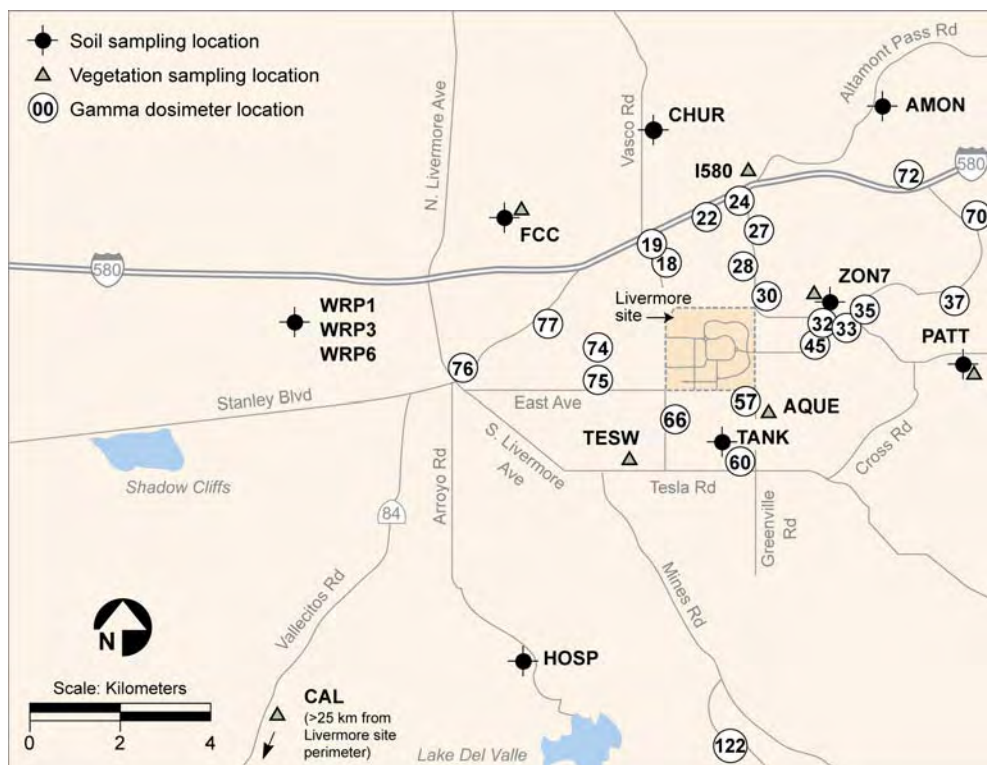 Soil sampling location
Vegetation sampling location
00 Gamma dosimeter location
N. Livermore Ave
Vasco Rd
Altamont Pass Rd
CHUR
AMON
I580
580
72
24
22
70
FCC
27
19
18
28
580
ZON7
30
Livermore
site
37
35
32
33
WRP1
WRP3
WRP6
77
45
PATT
74
76
75
Stanley Blvd
East Ave
57
AQUE
66
TESW
TANK
60
S. Livermore
Ave
Cross Rd
Shadow Cliffs
Tesla Rd
84
Arroyo Rd
Greenville
Rd
Vallecitos Rd
Mines Rd
N
HOSP
Scale: Kilometers
0 2 4
CAL
(>25 km from
Livermore site
perimeter)
Lake Del Valle
122